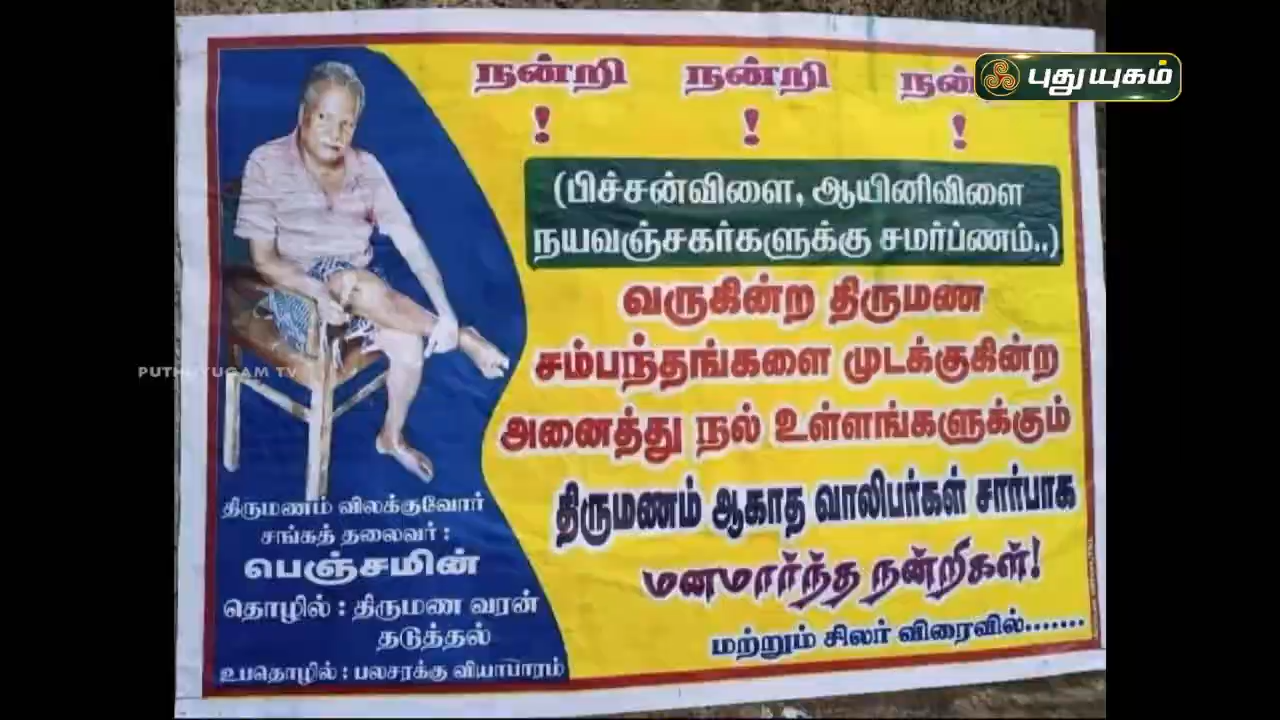 நன்றி நன்றி
! ! !
புதுயுகம்
(பிச்சன்விளை, ஆயினிவிளை
நயவஞ்சகர்களுக்கு சமர்ப்ணம்..)
வருகின்ற திருமண
சம்பந்தங்களை முடக்குகின்ற
அனைத்து நல் உள்ளங்களுக்கும்
திருமணம் ஆகாத வாலிபர்கள் சார்பாக
மனமார்ந்த நன்றிகள்!
மற்றும் சிலர் விரைவில்.......
PUTHUYUGAM TV
திருமணம் விலக்குவோர்
சங்கத் தலைவர் :
பெஞ்சமின்
தொழில் : திருமண வரன்
தடுத்தல்
உபதொழில் : பலசரக்கு வியாபாரம்